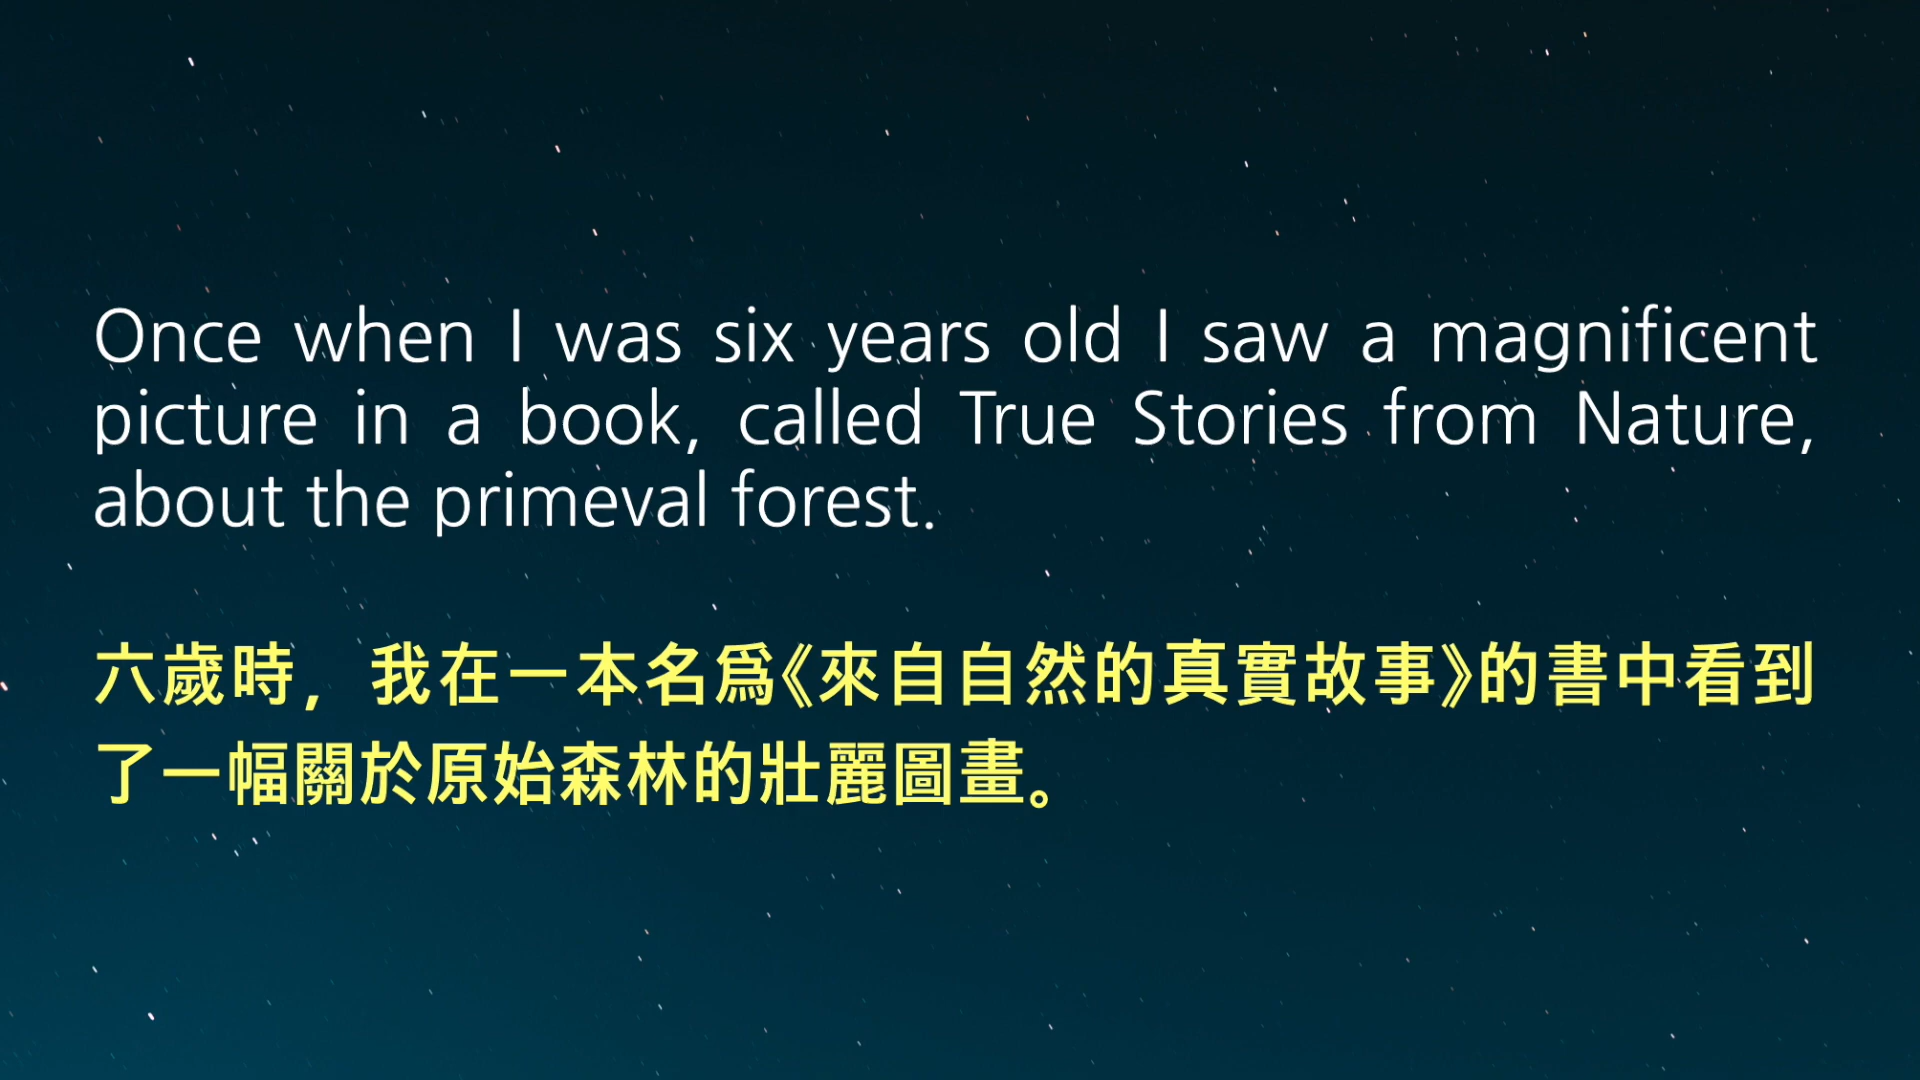 Once when I was six years old I saw a magnificent
picture in a book, called True Stories from Nature,
about the primeval forest.
六歲時，我在一本名爲《來自自然的真實故事》的書中看到
了一幅關於原始森林的壯麗圖畫。